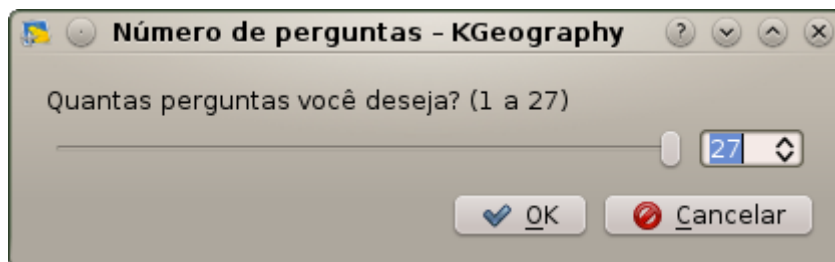 Número de perguntas – KGeography
Quantas perguntas você deseja? (1 a 27)
27
OK
Cancelar